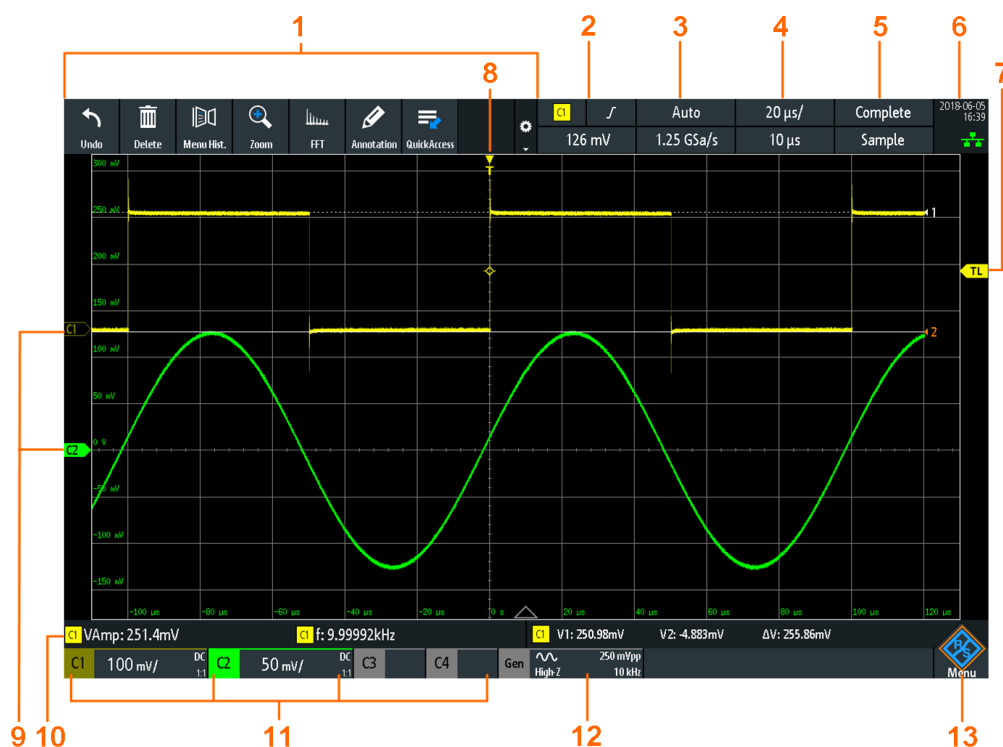 1 2 3 4 5 6
7
8
C1 Auto 20 µs/ Complete 2018-06-05
16:39
Undo Delete Menu Hist. Zoom FFT Annotation QuickAccess
126 mV 1.25 GSa/s 10 µs Sample
300 mV
T
250 mV
1
200 mV
TL
150 mV
C1
2
100 mV
50 mV
0 V
C2
-50 mV
-100 mV
-150 mV
-100 µs -80 µs -60 µs -40 µs -20 µs 0 s 20 µs 40 µs 60 µs 80 µs 100 µs 120 µs
C1 VAmp: 251.4mV C1 f: 9.99992kHz C1 V1: 250.98mV V2: -4.883mV ΔV: 255.86mV
C1 100 mV/ DC 1:1 C2 50 mV/ DC 1:1 C3 C4 Gen High-Z 250 mVpp 10 kHz
R&S
Menu
9 10 11 12 13